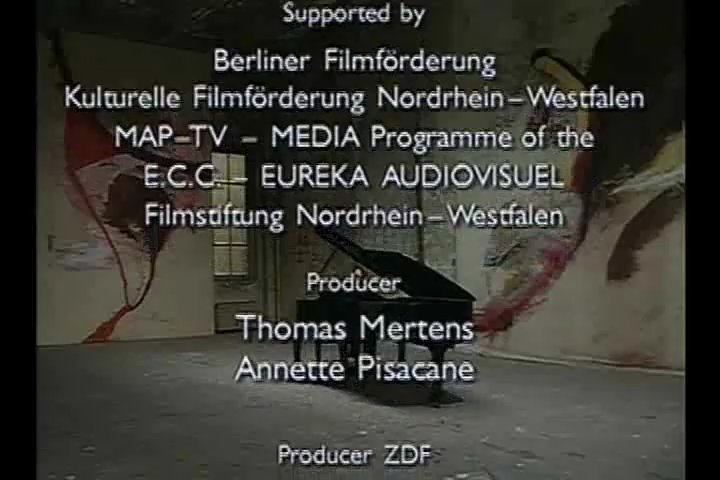 Supported by
Berliner Filmförderung
Kulturelle Filmförderung Nordrhein–Westfalen
MAP–TV – MEDIA Programme of the
E.C.C. – EUREKA AUDIOVISUEL
Filmstiftung Nordrhein–Westfalen
Producer
Thomas Mertens
Annette Pisacane
Producer ZDF